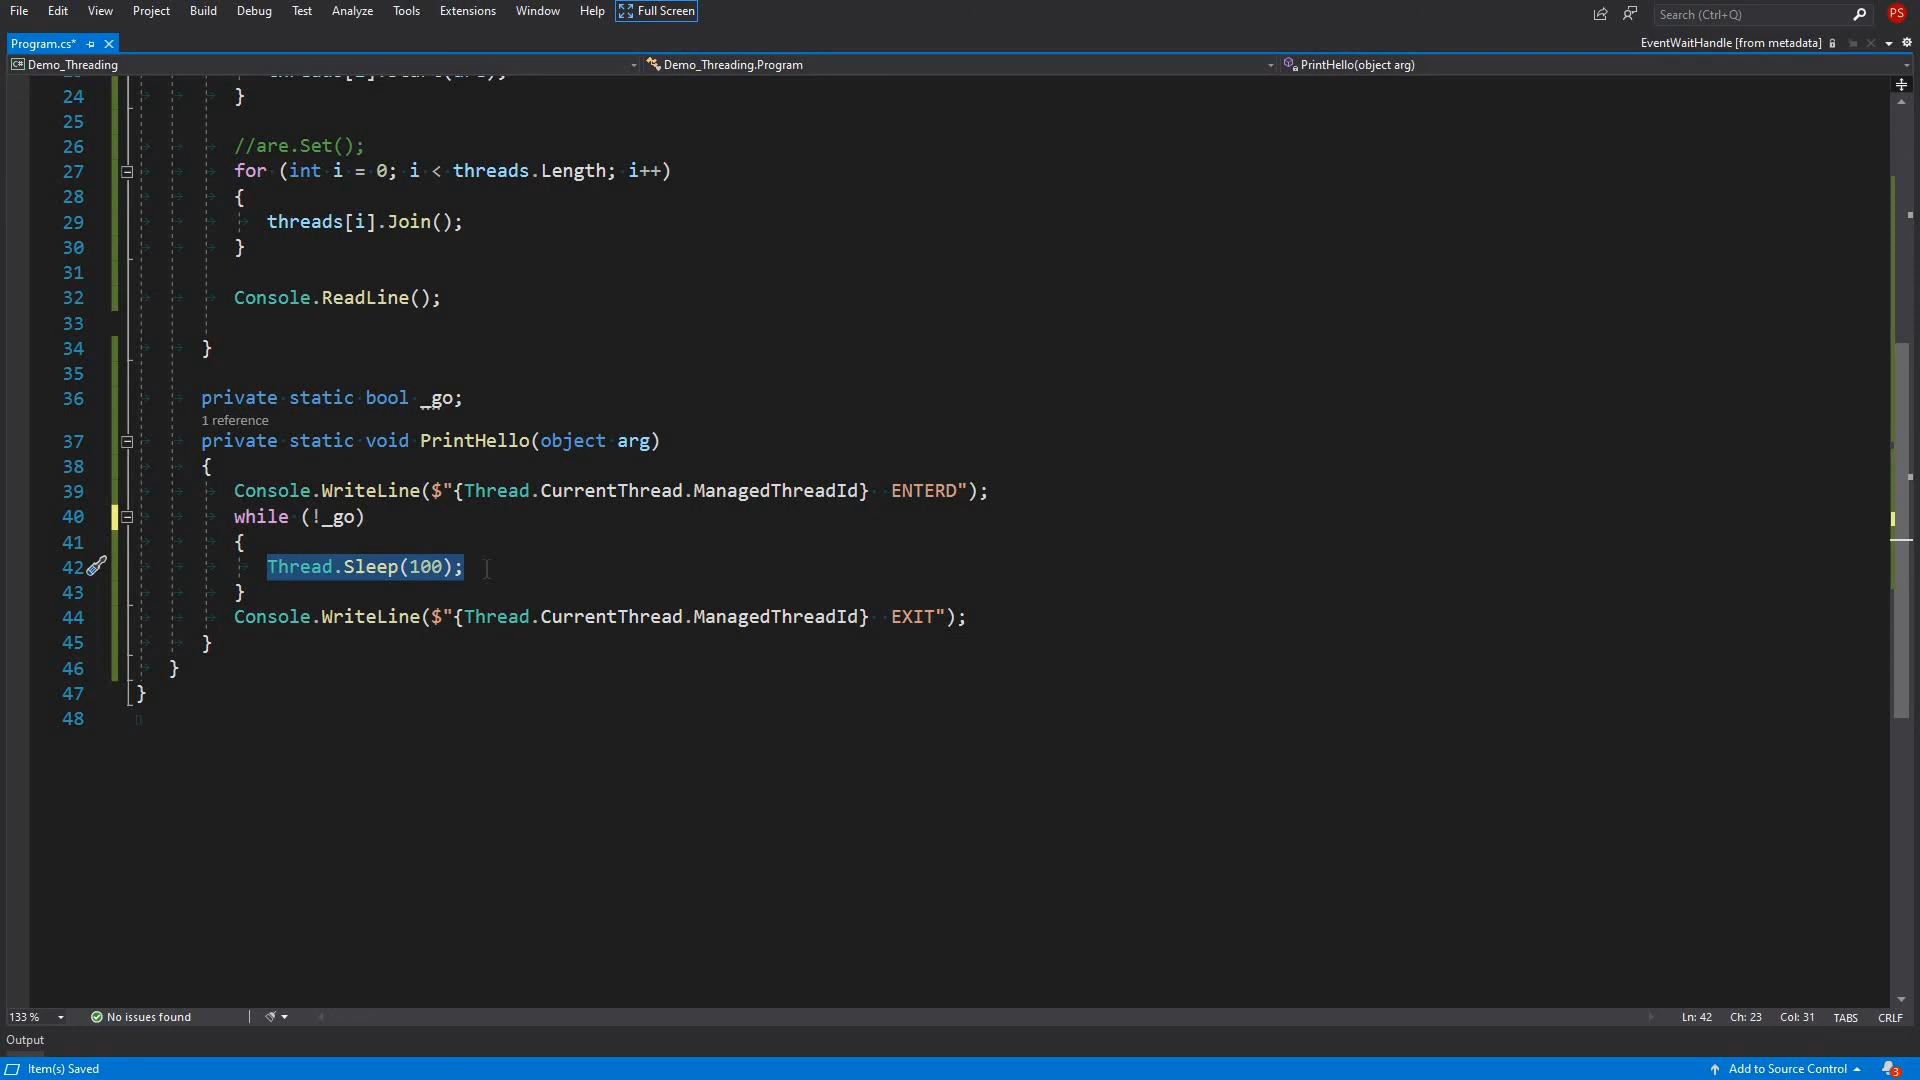 File Edit View Project Build Debug Test Analyze Tools Extensions Window Help Full Screen Search (Ctrl+Q) PS
Program.cs* EventWaitHandle [from metadata]
Demo_Threading Demo_Threading.Program PrintHello(object arg)
24 }
25
26 //are.Set();
27 for (int i = 0; i < threads.Length; i++)
28 {
29 threads[i].Join();
30 }
31
32 Console.ReadLine();
33
34 }
35
36 private static bool _go;
1 reference
37 private static void PrintHello(object arg)
38 {
39 Console.WriteLine($"{Thread.CurrentThread.ManagedThreadId} ENTERD");
40 while (!_go)
41 {
42 Thread.Sleep(100);
43 }
44 Console.WriteLine($"{Thread.CurrentThread.ManagedThreadId} EXIT");
45 }
46 }
47 }
48
133 % No issues found Ln: 42 Ch: 23 Col: 31 TABS CRLF
Output
Item(s) Saved Add to Source Control 3